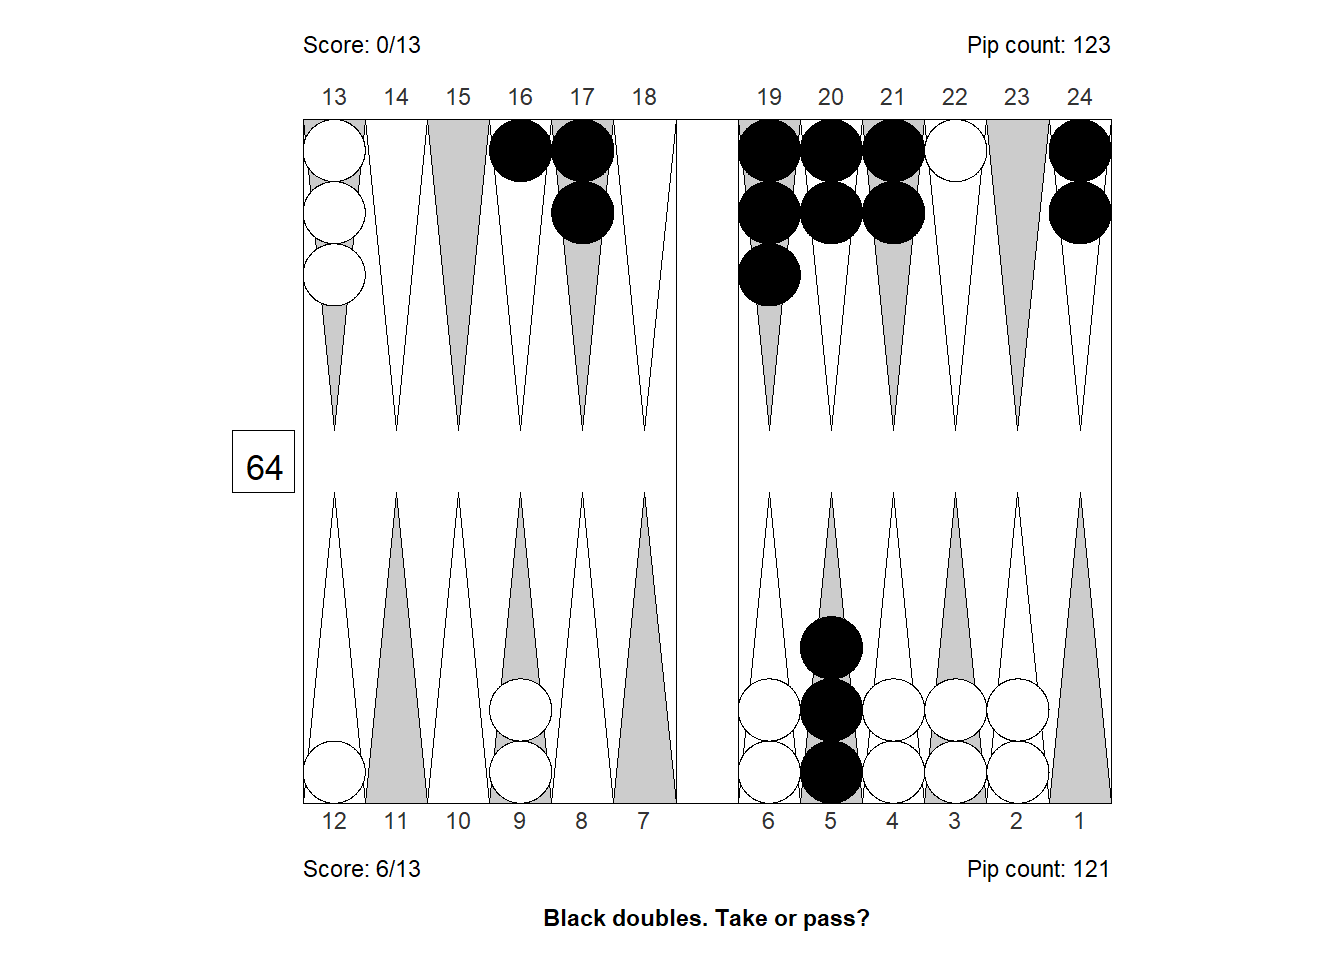 Score: 0/13 Pip count: 123
13 14 15 16 17 18 19 20 21 22 23 24
64
12 11 10 9 8 7 6 5 4 3 2 1
Score: 6/13 Pip count: 121
Black doubles. Take or pass?